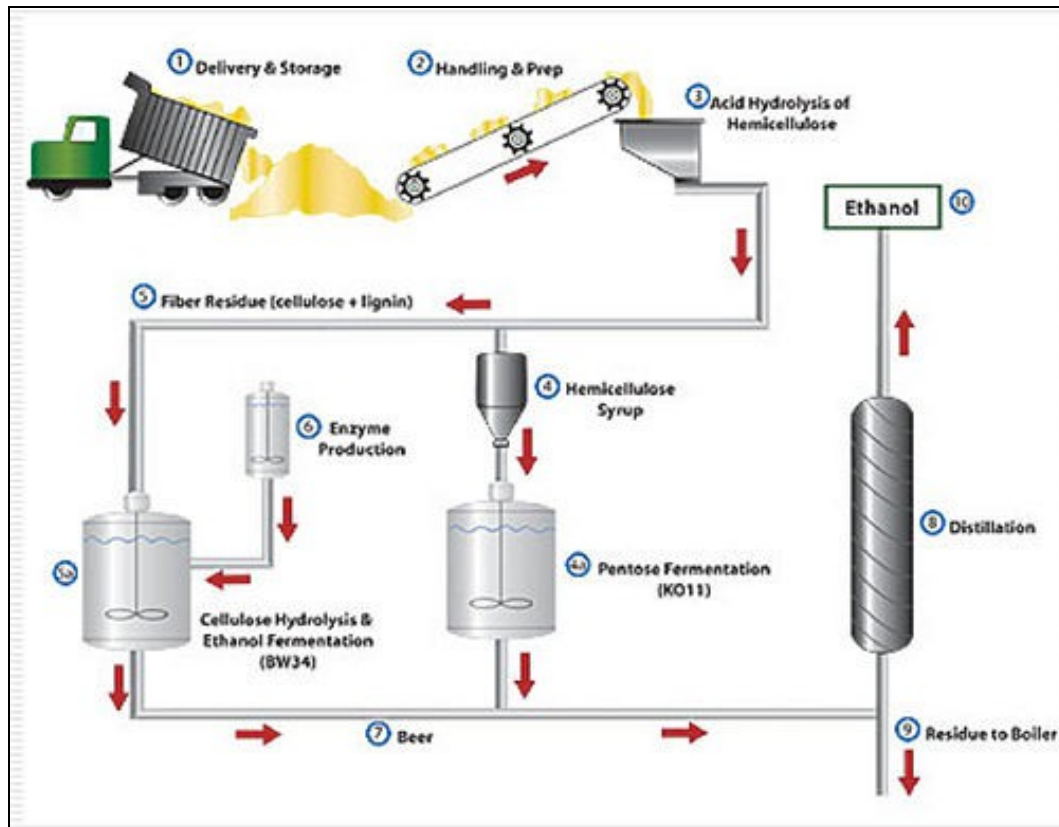 1 Delivery & Storage
2 Handling & Prep
3 Acid Hydrolysis of
Hemicellulose
Ethanol 10
5 Fiber Residue (cellulose + lignin)
4 Hemicellulose
Syrup
6 Enzyme
Production
8 Distillation
5a
4a Pentose Fermentation
(KO11)
Cellulose Hydrolysis &
Ethanol Fermentation
(BW34)
7 Beer
9 Residue to Boiler